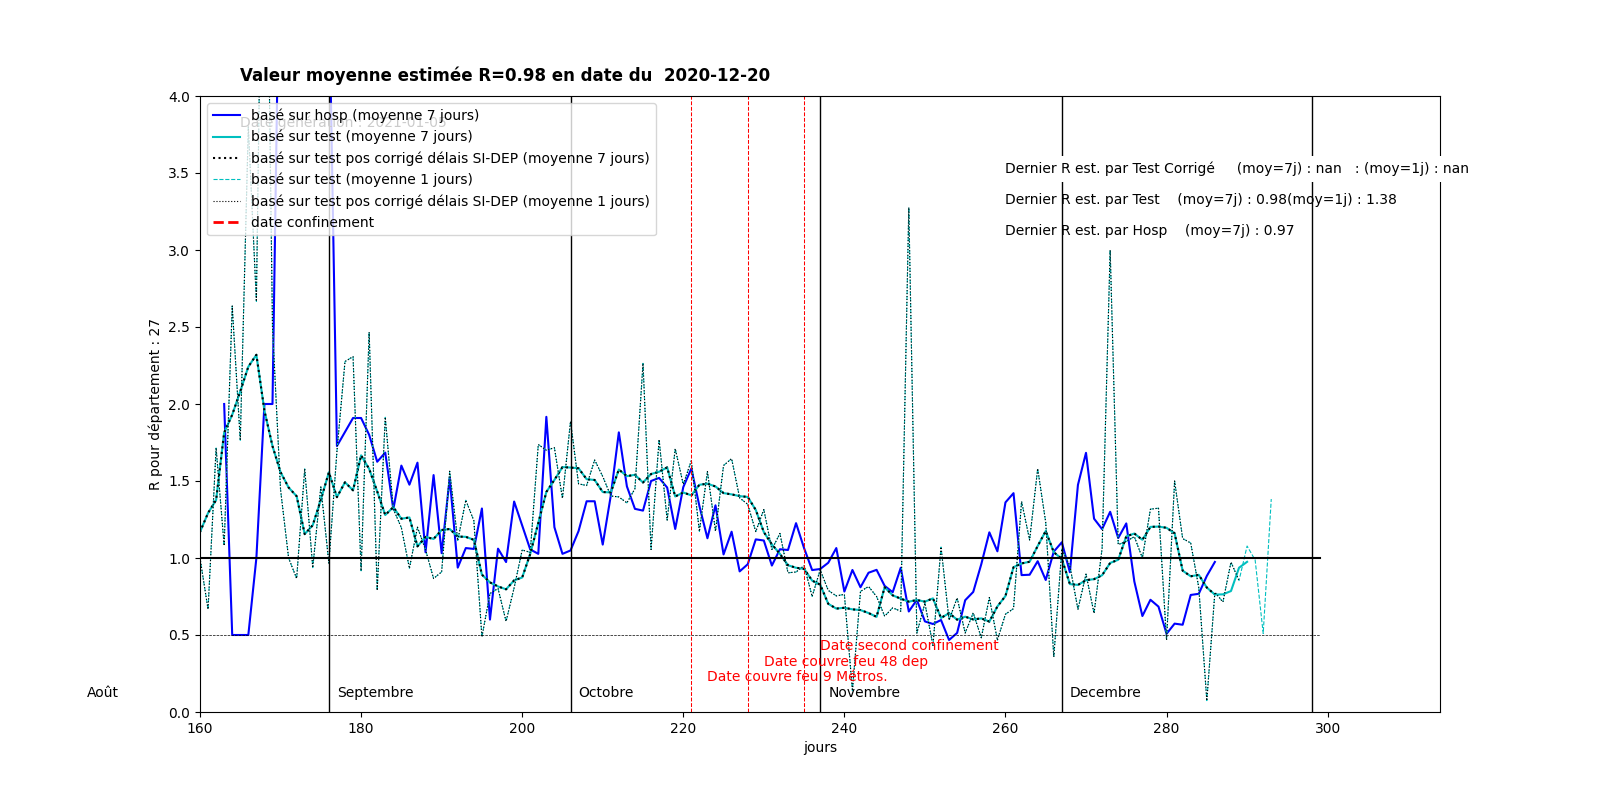 Valeur moyenne estimée R=0.98 en date du  2020-12-20
4.0
3.5
3.0
2.5
2.0
1.5
1.0
0.5
0.0
R pour département : 27
basé sur hosp (moyenne 7 jours)
basé sur test (moyenne 7 jours)
basé sur test pos corrigé délais SI-DEP (moyenne 7 jours)
basé sur test (moyenne 1 jours)
basé sur test pos corrigé délais SI-DEP (moyenne 1 jours)
date confinement
Dernier R est. par Test Corrigé     (moy=7j) : nan   : (moy=1j) : nan
Dernier R est. par Test    (moy=7j) : 0.98(moy=1j) : 1.38
Dernier R est. par Hosp    (moy=7j) : 0.97
Date second confinement
Date couvre feu 48 dep
Date couvre feu 9 Métros.
Août
Septembre
Octobre
Novembre
Decembre
160
180
200
220
240
260
280
300
jours